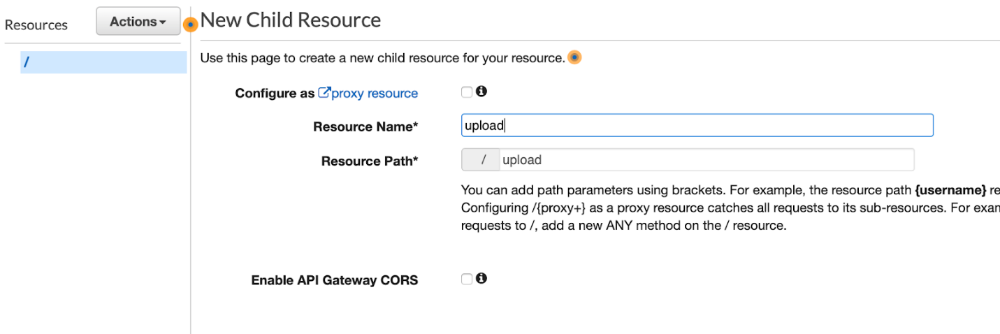 Resources
Actions
/
New Child Resource
Use this page to create a new child resource for your resource.
Configure as proxy resource
Resource Name*
upload
Resource Path*
/ upload
You can add path parameters using brackets. For example, the resource path {username} re
Configuring /{proxy+} as a proxy resource catches all requests to its sub-resources. For exam
requests to /, add a new ANY method on the / resource.
Enable API Gateway CORS